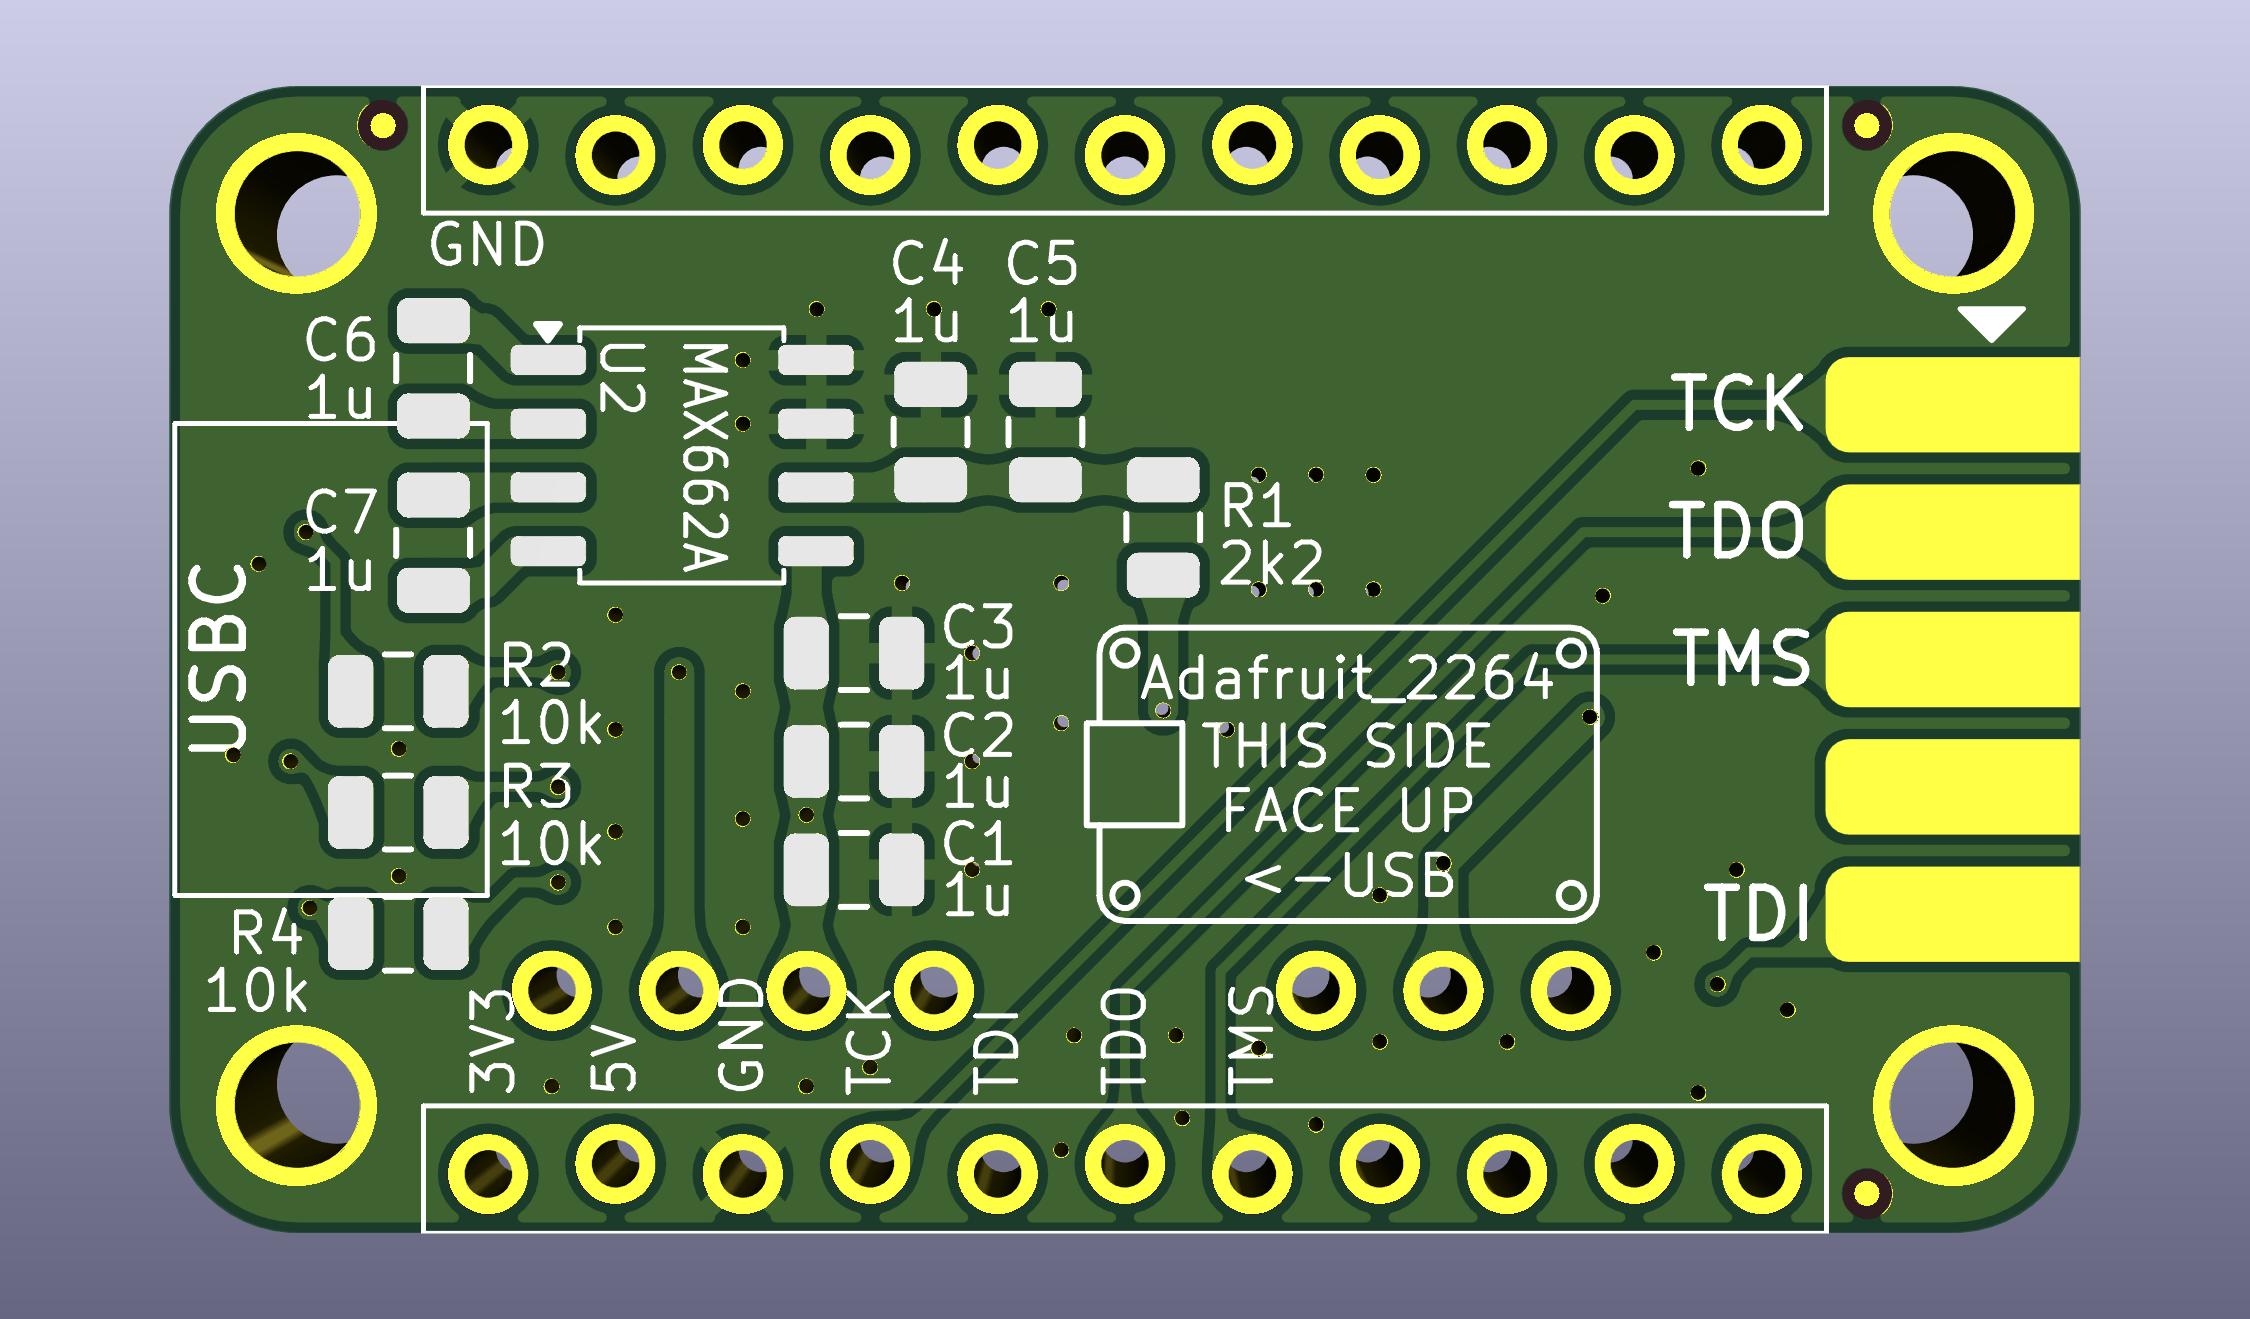 GND
C4
1u
C5
1u
C6
1u
U2
MAX662A
TCK
C7
1u
R1
2k2
TDO
USBC
C3
1u
TMS
R2
10k
Adafruit_2264
THIS SIDE
FACE UP
<-USB
C2
1u
R3
10k
C1
1u
TDI
R4
10k
3V3
5V
GND
TCK
TDI
TDO
TMS